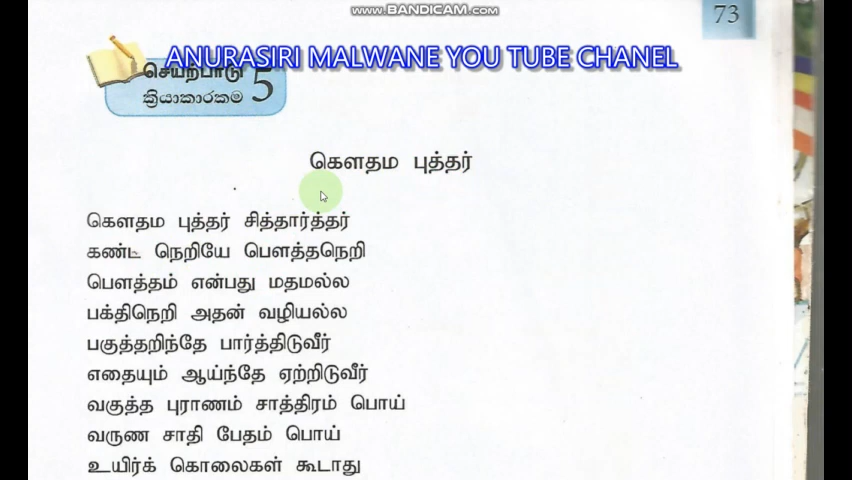 www.BANDICAM.com
73
ANURASIRI MALWANE YOU TUBE CHANEL
செயற்பாடு 5
ක්‍රියාකාරකම
கௌதம புத்தர்
கௌதம புத்தர் சித்தார்த்தர்
கண்ட நெறியே பௌத்தநெறி
பௌத்தம் என்பது மதமல்ல
பக்திநெறி அதன் வழியல்ல
பகுத்தறிந்தே பார்த்திடுவீர்
எதையும் ஆய்ந்தே ஏற்றிடுவீர்
வகுத்த புராணம் சாத்திரம் பொய்
வருண சாதி பேதம் பொய்
உயிர்க் கொலைகள் கூடாது